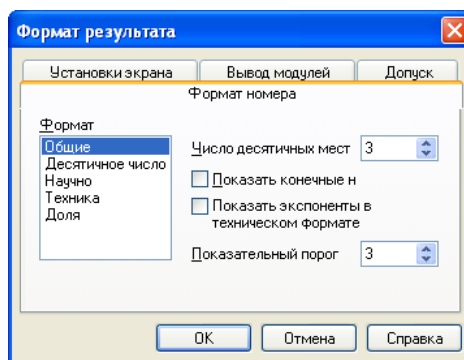 Формат результата
Установки экрана Вывод модулей Допуск
Формат номера
Формат
Общие
Десятичное число
Научно
Техника
Доля
Число десятичных мест 3
Показать конечные н
Показать экспоненты в
техническом формате
Показательный порог 3
OK Отмена Справка